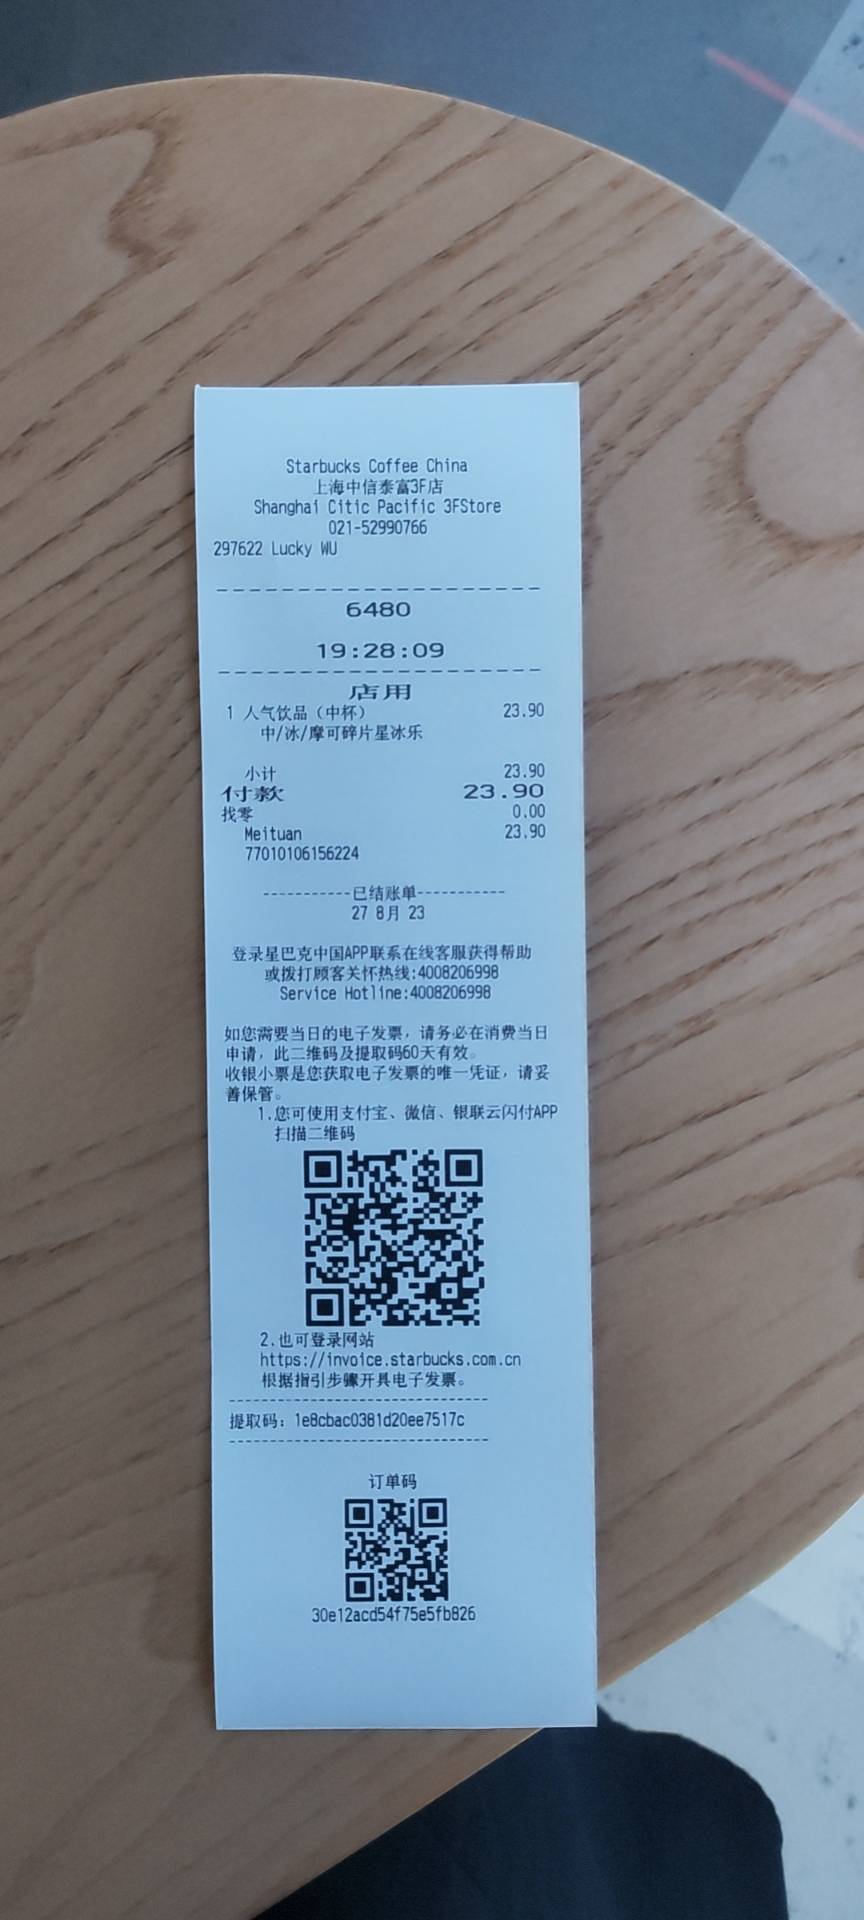 Starbucks Coffee China
上海中信泰富3F店
Shanghai Citic Pacific 3FStore
021-52990766
297622 Lucky WU
6480
19:28:09
店用
1 人气饮品（中杯） 23.90
中/冰/摩可碎片星冰乐
小计 23.90
付款 23.90
找零 0.00
Meituan 23.90
77010106156224
-----------已结账单-----------
27 8月 23
登录星巴克中国APP联系在线客服获得帮助
或拨打顾客关怀热线:4008206998
Service Hotline:4008206998
如您需要当日的电子发票，请务必在消费当日
申请，此二维码及提取码60天有效。
收银小票是您获取电子发票的唯一凭证，请妥
善保管。
1.您可使用支付宝、微信、银联云闪付APP
扫描二维码
2.也可登录网站
https://invoice.starbucks.com.cn
根据指引步骤开具电子发票。
提取码：1e8cbac0381d20ee7517c
订单码
30e12acd54f75e5fb826